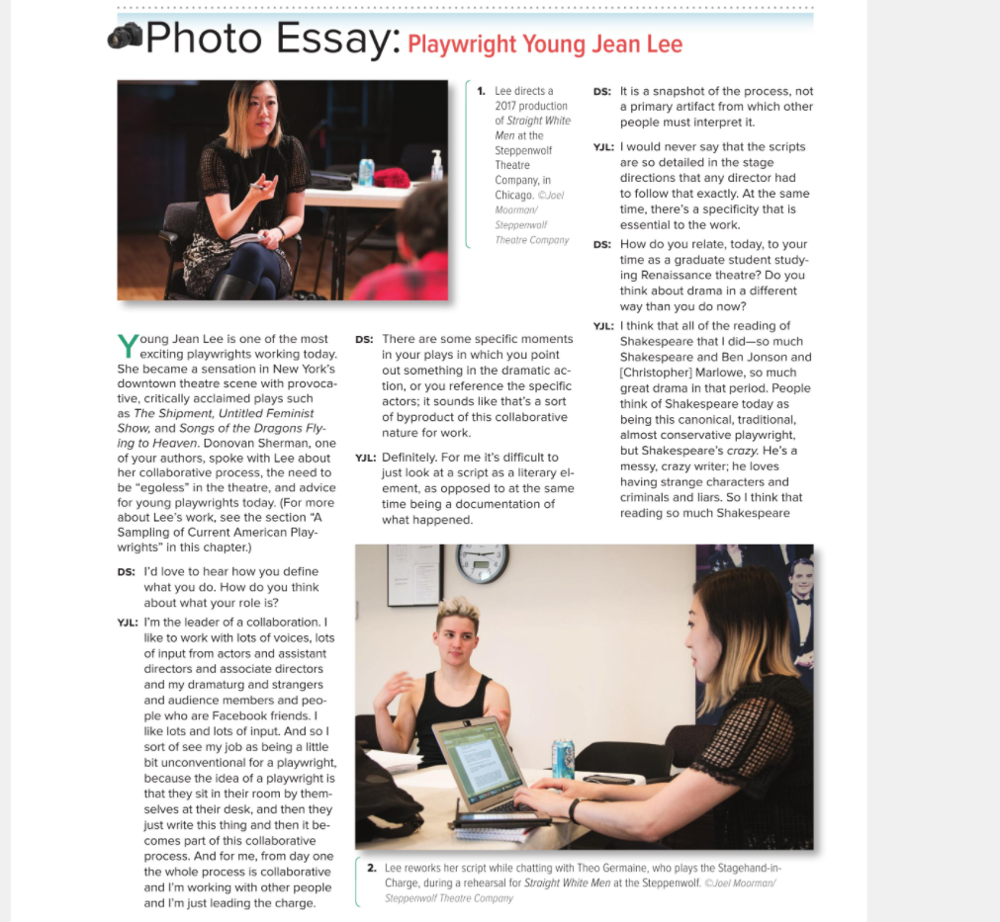 Photo Essay: Playwright Young Jean Lee
1. Lee directs a
2017 production
of Straight White
Men at the
Steppenwolf
Theatre
Company, in
Chicago. ©Joel
Moorman/
Steppenwolf
Theatre Company
Young Jean Lee is one of the most
exciting playwrights working today.
She became a sensation in New York's
downtown theatre scene with provoca-
tive, critically acclaimed plays such
as The Shipment, Untitled Feminist
Show, and Songs of the Dragons Fly-
ing to Heaven. Donovan Sherman, one
of your authors, spoke with Lee about
her collaborative process, the need to
be “egoless” in the theatre, and advice
for young playwrights today. (For more
about Lee's work, see the section “A
Sampling of Current American Play-
wrights” in this chapter.)
DS: I'd love to hear how you define
what you do. How do you think
about what your role is?
YJL: I'm the leader of a collaboration. I
like to work with lots of voices, lots
of input from actors and assistant
directors and associate directors
and my dramaturg and strangers
and audience members and peo-
ple who are Facebook friends. I
like lots and lots of input. And so I
sort of see my job as being a little
bit unconventional for a playwright,
because the idea of a playwright is
that they sit in their room by them-
selves at their desk, and then they
just write this thing and then it be-
comes part of this collaborative
process. And for me, from day one
the whole process is collaborative
and I'm working with other people
and I'm just leading the charge.
DS: There are some specific moments
in your plays in which you point
out something in the dramatic ac-
tion, or you reference the specific
actors; it sounds like that's a sort
of byproduct of this collaborative
nature for work.
YJL: Definitely. For me it's difficult to
just look at a script as a literary el-
ement, as opposed to at the same
time being a documentation of
what happened.
DS: It is a snapshot of the process, not
a primary artifact from which other
people must interpret it.
YJL: I would never say that the scripts
are so detailed in the stage
directions that any director had
to follow that exactly. At the same
time, there's a specificity that is
essential to the work.
DS: How do you relate, today, to your
time as a graduate student study-
ing Renaissance theatre? Do you
think about drama in a different
way than you do now?
YJL: I think that all of the reading of
Shakespeare that I did—so much
Shakespeare and Ben Jonson and
[Christopher] Marlowe, so much
great drama in that period. People
think of Shakespeare today as
being this canonical, traditional,
almost conservative playwright,
but Shakespeare's crazy. He's a
messy, crazy writer; he loves
having strange characters and
criminals and liars. So I think that
reading so much Shakespeare
2. Lee reworks her script while chatting with Theo Germaine, who plays the Stagehand-in-
Charge, during a rehearsal for Straight White Men at the Steppenwolf. ©Joel Moorman/
Steppenwolf Theatre Company